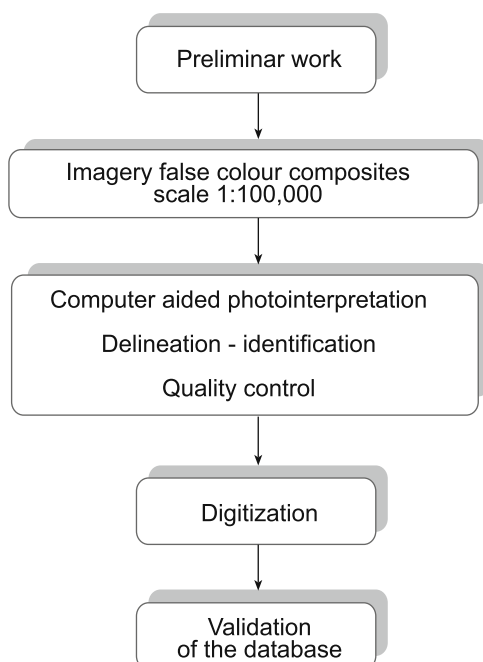 Preliminar work
Imagery false colour composites
scale 1:100,000
Computer aided photointerpretation
Delineation - identification
Quality control
Digitization
Validation
of the database